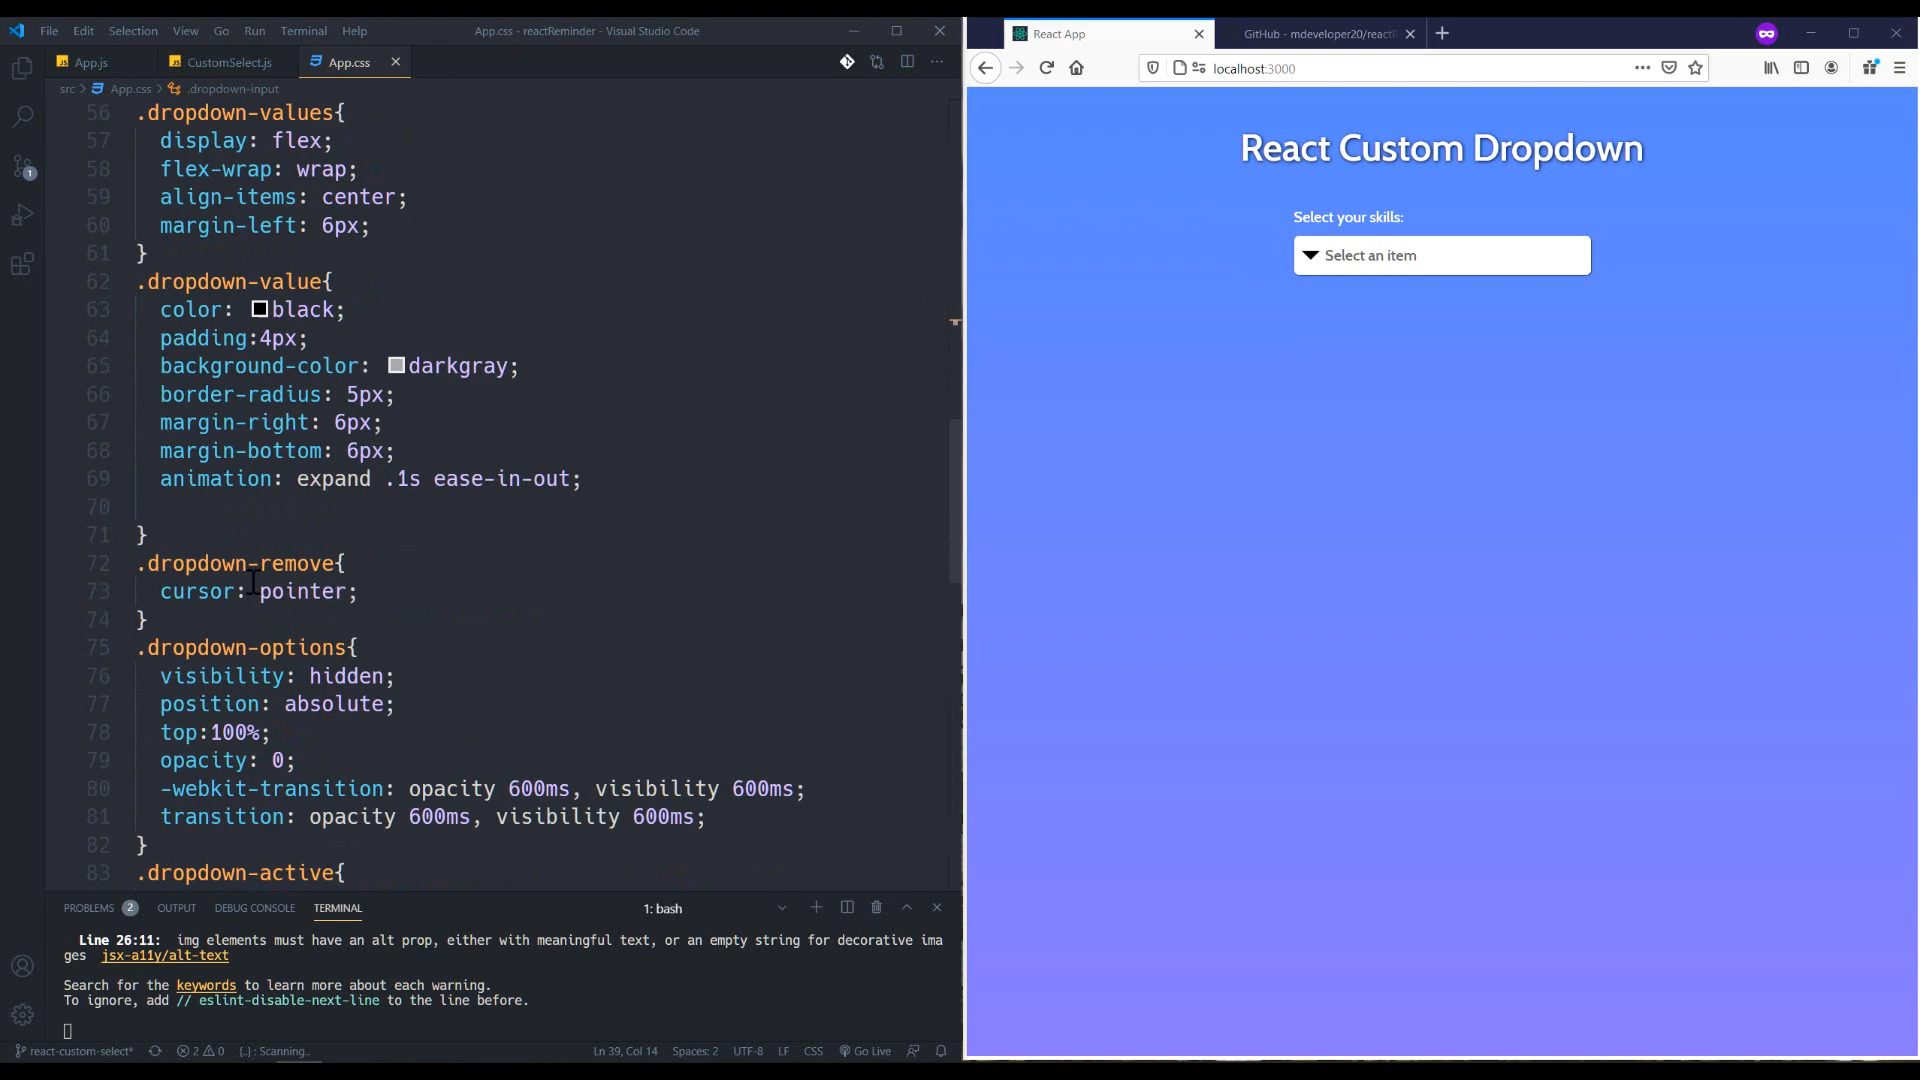 File Edit Selection View Go Run Terminal Help
App.css - reactReminder - Visual Studio Code
App.js
CustomSelect.js
App.css
src > App.css > .dropdown-input
56 .dropdown-values{
57 display: flex;
58 flex-wrap: wrap;
59 align-items: center;
60 margin-left: 6px;
61 }
62 .dropdown-value{
63 color: black;
64 padding:4px;
65 background-color: darkgray;
66 border-radius: 5px;
67 margin-right: 6px;
68 margin-bottom: 6px;
69 animation: expand .1s ease-in-out;
70
71 }
72 .dropdown-remove{
73 cursor: pointer;
74 }
75 .dropdown-options{
76 visibility: hidden;
77 position: absolute;
78 top:100%;
79 opacity: 0;
80 -webkit-transition: opacity 600ms, visibility 600ms;
81 transition: opacity 600ms, visibility 600ms;
82 }
83 .dropdown-active{
1
PROBLEMS 2 OUTPUT DEBUG CONSOLE TERMINAL
1: bash
Line 26:11: img elements must have an alt prop, either with meaningful text, or an empty string for decorative ima
ges jsx-a11y/alt-text
Search for the keywords to learn more about each warning.
To ignore, add // eslint-disable-next-line to the line before.
react-custom-select* 2 0 {..} : Scanning.. Ln 39, Col 14 Spaces: 2 UTF-8 LF CSS Go Live
React App
GitHub - mdeveloper20/reactR
localhost:3000
React Custom Dropdown
Select your skills:
Select an item